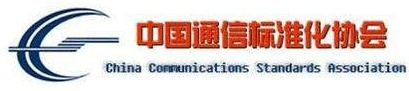 中国通信标准化协会
China Communications Standards Association